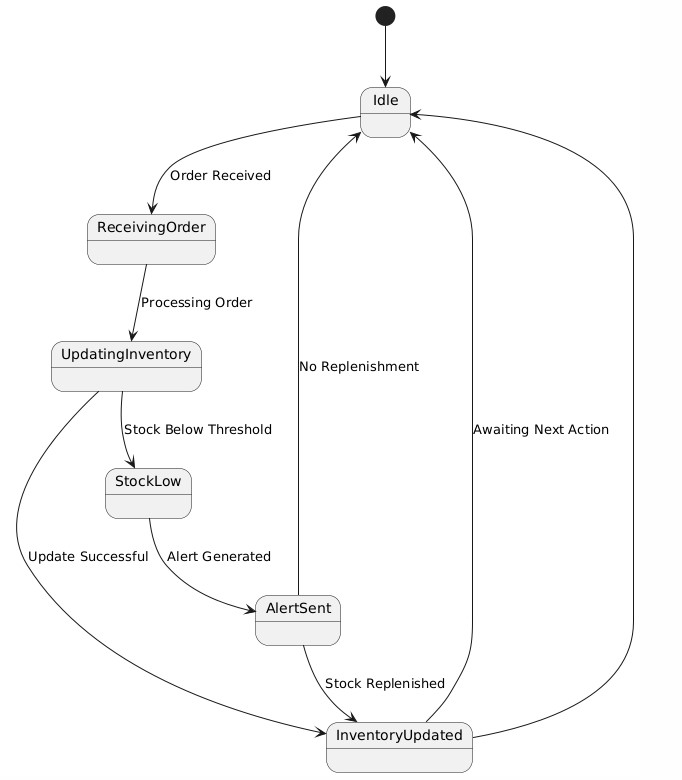 Idle
Order Received
ReceivingOrder
Processing Order
UpdatingInventory
No Replenishment
Stock Below Threshold
Awaiting Next Action
StockLow
Update Successful
Alert Generated
AlertSent
Stock Replenished
InventoryUpdated